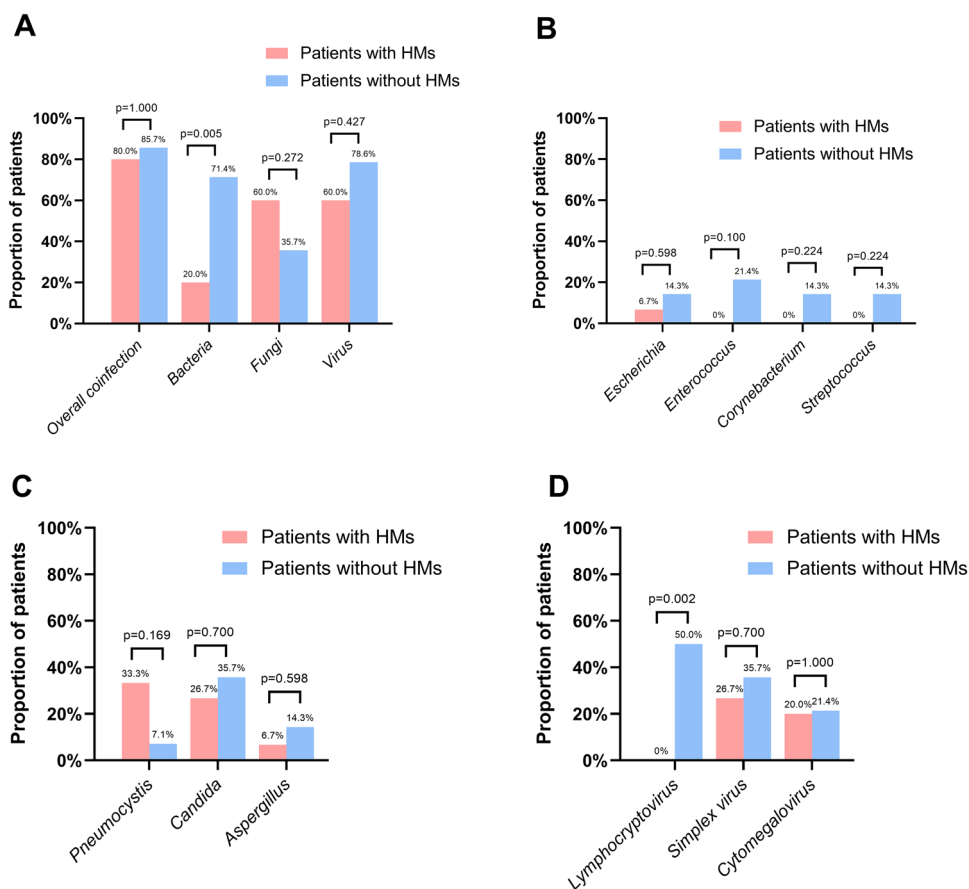 A
Patients with HMs
Patients without HMs
Proportion of patients
100%
80%
60%
40%
20%
0%
p=1.000
p=0.005
p=0.272
p=0.427
80.0%
85.7%
20.0%
71.4%
60.0%
35.7%
60.0%
78.6%
Overall coinfection
Bacteria
Fungi
Virus
B
Patients with HMs
Patients without HMs
Proportion of patients
100%
80%
60%
40%
20%
0%
p=0.598
p=0.100
p=0.224
p=0.224
6.7%
14.3%
0%
21.4%
0%
14.3%
0%
14.3%
Escherichia
Enterococcus
Corynebacterium
Streptococcus
C
Patients with HMs
Patients without HMs
Proportion of patients
100%
80%
60%
40%
20%
0%
p=0.169
p=0.700
p=0.598
33.3%
7.1%
26.7%
35.7%
6.7%
14.3%
Pneumocystis
Candida
Aspergillus
D
Patients with HMs
Patients without HMs
Proportion of patients
100%
80%
60%
40%
20%
0%
p=0.002
p=0.700
p=1.000
0%
50.0%
26.7%
35.7%
20.0%
21.4%
Lymphocryptovirus
Simplex virus
Cytomegalovirus